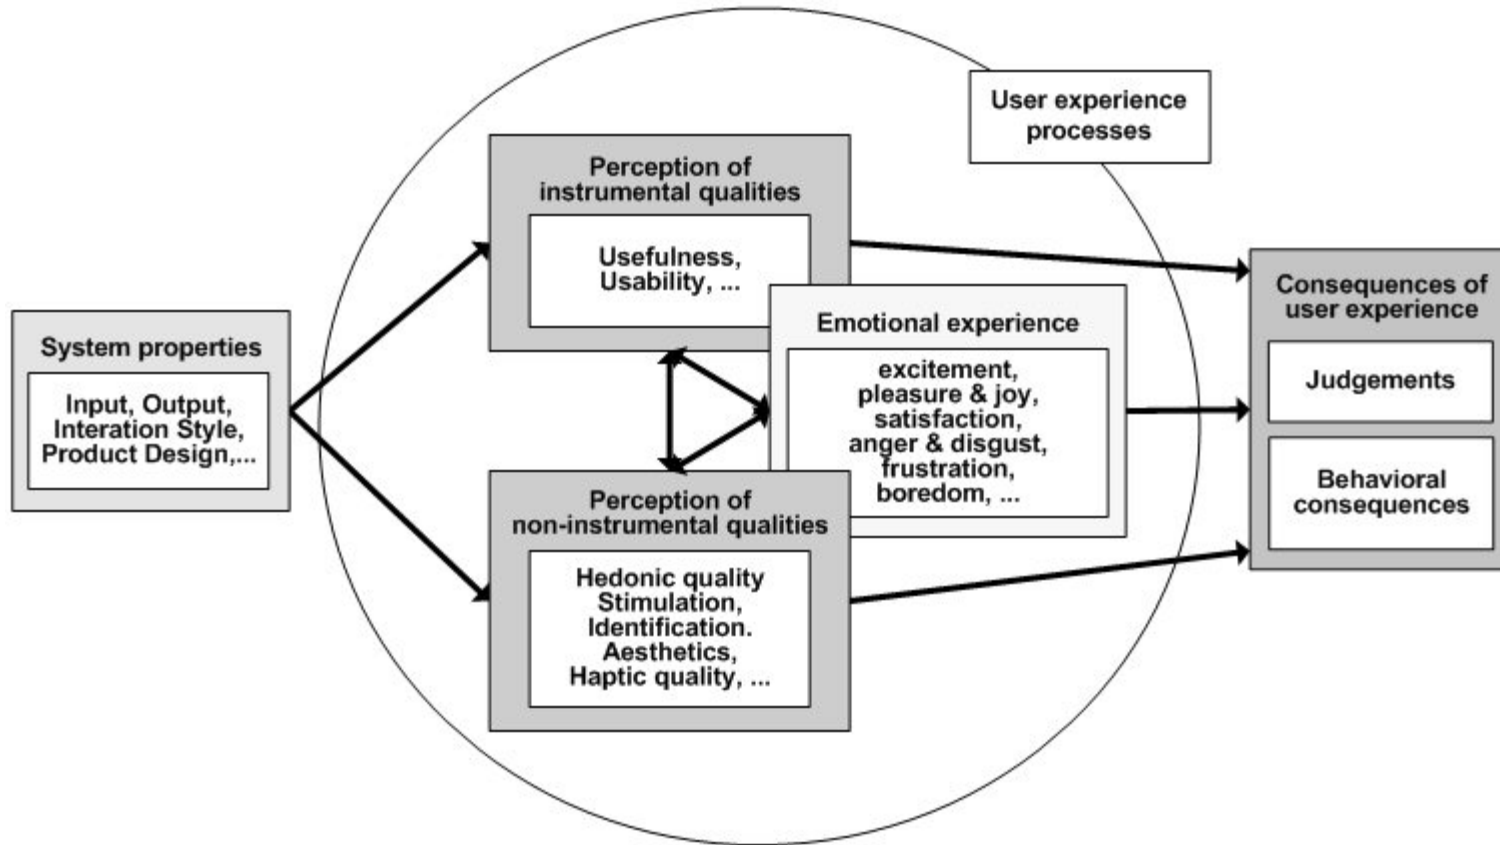 User experience
processes
Perception of
instrumental qualities
Usefulness,
Usability, ...
System properties
Input, Output,
Interation Style,
Product Design,...
Emotional experience
excitement,
pleasure & joy,
satisfaction,
anger & disgust,
frustration,
boredom, ...
Perception of
non-instrumental qualities
Hedonic quality
Stimulation,
Identification.
Aesthetics,
Haptic quality, ...
Consequences of
user experience
Judgements
Behavioral
consequences